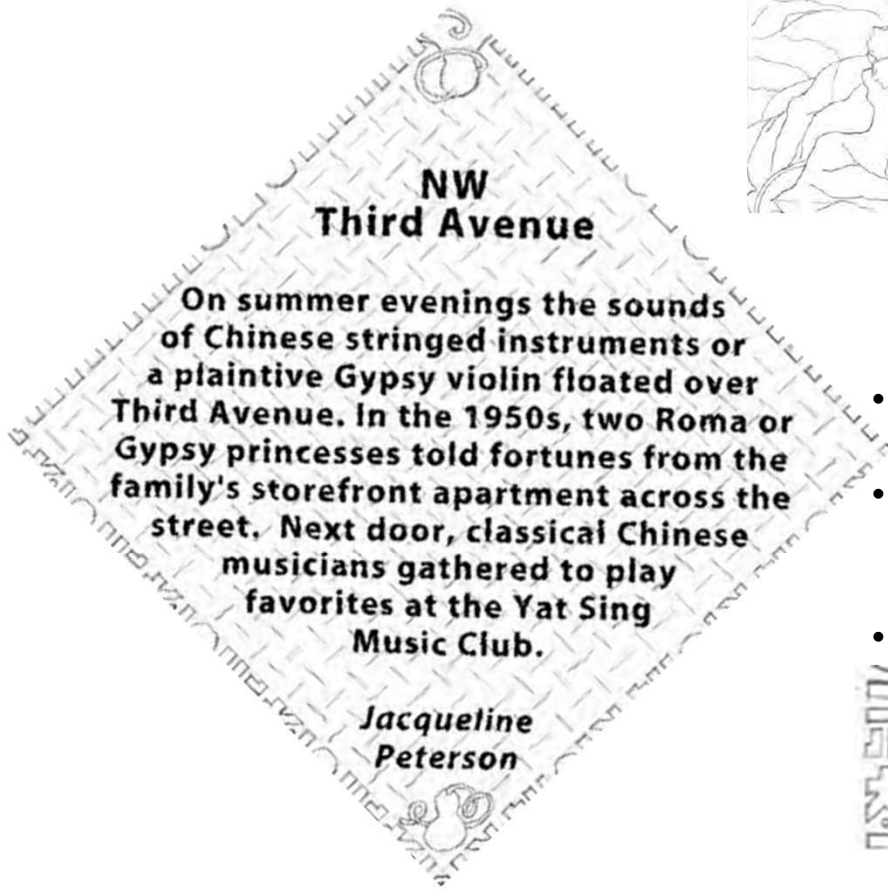 NW
Third Avenue
On summer evenings the sounds
of Chinese stringed instruments or
a plaintive Gypsy violin floated over
Third Avenue. In the 1950s, two Roma or
Gypsy princesses told fortunes from the
family's storefront apartment across the
street. Next door, classical Chinese
musicians gathered to play
favorites at the Yat Sing
Music Club.
Jacqueline
Peterson